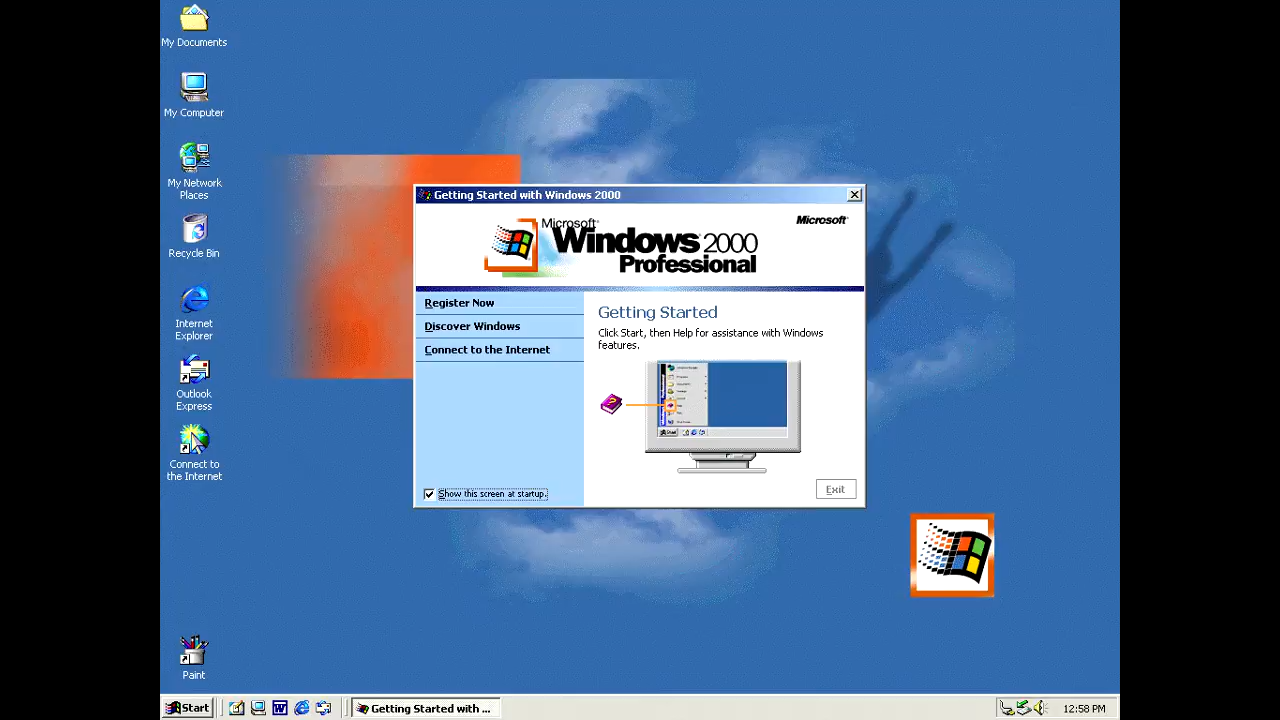 My Documents
My Computer
My Network
Places
Recycle Bin
Internet
Explorer
Outlook
Express
Connect to
the Internet
Paint
Getting Started with Windows 2000
Microsoft
Windows 2000
Professional
Microsoft
Register Now
Discover Windows
Connect to the Internet
Show this screen at startup.
Getting Started
Click Start, then Help for assistance with Windows
features.
Start
Exit
Start
Getting Started with ...
12:58 PM